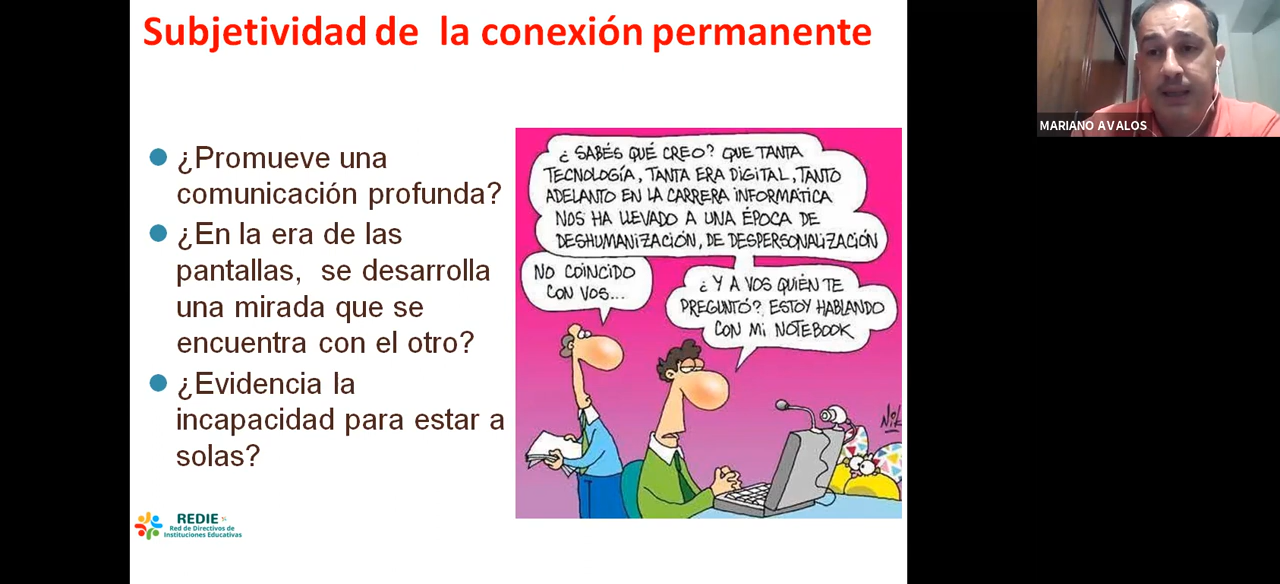 Subjetividad de la conexión permanente
MARIANO AVALOS
¿Promueve una
comunicación profunda?
¿En la era de las
pantallas, se desarrolla
una mirada que se
encuentra con el otro?
¿Evidencia la
incapacidad para estar a
solas?
¿SABÉS QUÉ CREO? QUE TANTA
TECNOLOGÍA, TANTA ERA DIGITAL, TANTO
ADELANTO EN LA CARRERA INFORMÁTICA
NOS HA LLEVADO A UNA ÉPOCA DE
DESHUMANIZACIÓN, DE DESPERSONALIZACIÓN
NO COINCIDO
CON VOS...
¿Y A VOS QUIÉN TE
PREGUNTÓ? ESTOY HABLANDO
CON MI NOTEBOOK
REDIE
Red de Directivos de
Instituciones Educativas